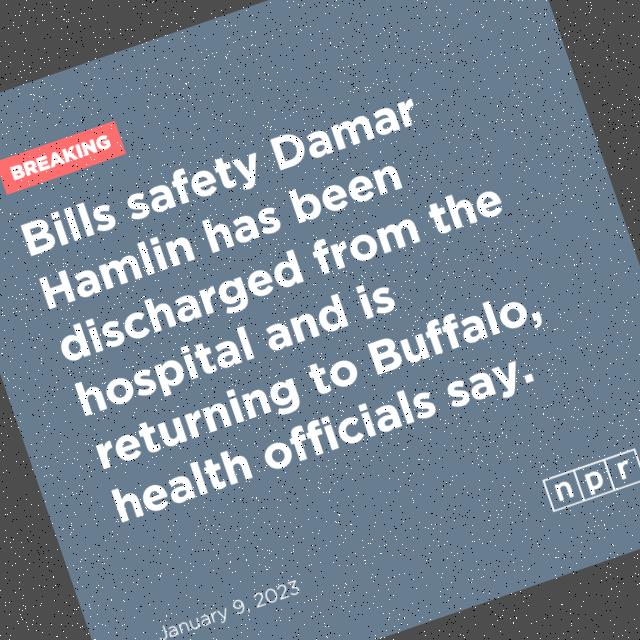 BREAKING
Bills safety Damar
Hamlin has been
discharged from the
hospital and is
returning to Buffalo,
health officials say.
npr
January 9, 2023